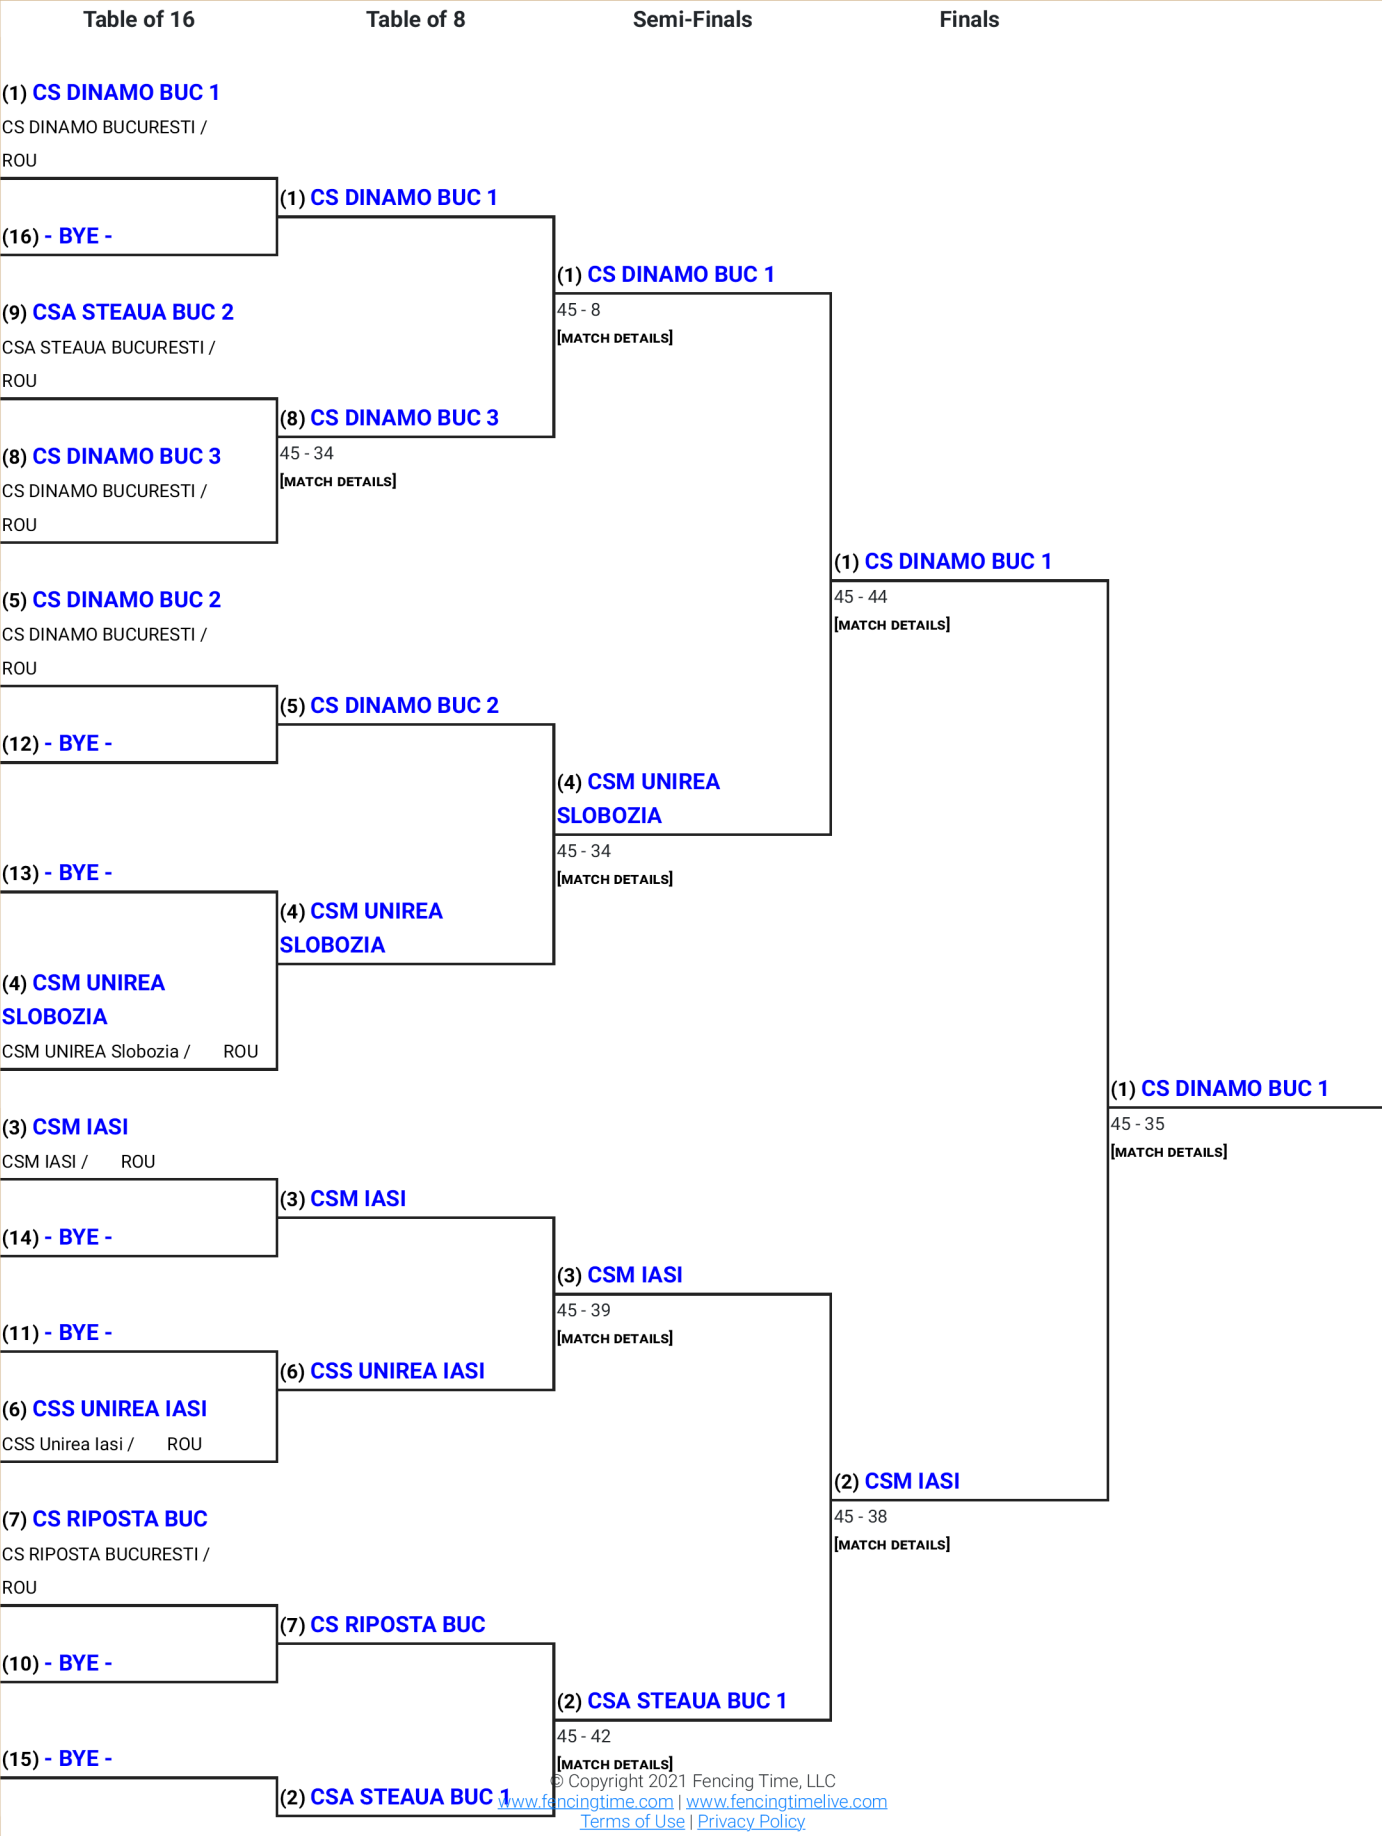 Table of 16
Table of 8
Semi-Finals
Finals
(1) CS DINAMO BUC 1
CS DINAMO BUCURESTI /
ROU
(16) - BYE -
(9) CSA STEAUA BUC 2
CSA STEAUA BUCURESTI /
ROU
(8) CS DINAMO BUC 3
CS DINAMO BUCURESTI /
ROU
(5) CS DINAMO BUC 2
CS DINAMO BUCURESTI /
ROU
(12) - BYE -
(13) - BYE -
(4) CSM UNIREA
SLOBOZIA
CSM UNIREA Slobozia / ROU
(3) CSM IASI
CSM IASI / ROU
(14) - BYE -
(11) - BYE -
(6) CSS UNIREA IASI
CSS Unirea Iasi / ROU
(7) CS RIPOSTA BUC
CS RIPOSTA BUCURESTI /
ROU
(10) - BYE -
(15) - BYE -
(1) CS DINAMO BUC 1
(8) CS DINAMO BUC 3
45 - 34
[MATCH DETAILS]
(5) CS DINAMO BUC 2
(4) CSM UNIREA
SLOBOZIA
(3) CSM IASI
(6) CSS UNIREA IASI
(7) CS RIPOSTA BUC
(2) CSA STEAUA BUC 1
(1) CS DINAMO BUC 1
45 - 8
[MATCH DETAILS]
(4) CSM UNIREA
SLOBOZIA
45 - 34
[MATCH DETAILS]
(3) CSM IASI
45 - 39
[MATCH DETAILS]
(2) CSA STEAUA BUC 1
45 - 42
[MATCH DETAILS]
(1) CS DINAMO BUC 1
45 - 44
[MATCH DETAILS]
(2) CSM IASI
45 - 38
[MATCH DETAILS]
(1) CS DINAMO BUC 1
45 - 35
[MATCH DETAILS]
© Copyright 2021 Fencing Time, LLC
www.fencingtime.com | www.fencingtimelive.com
Terms of Use | Privacy Policy